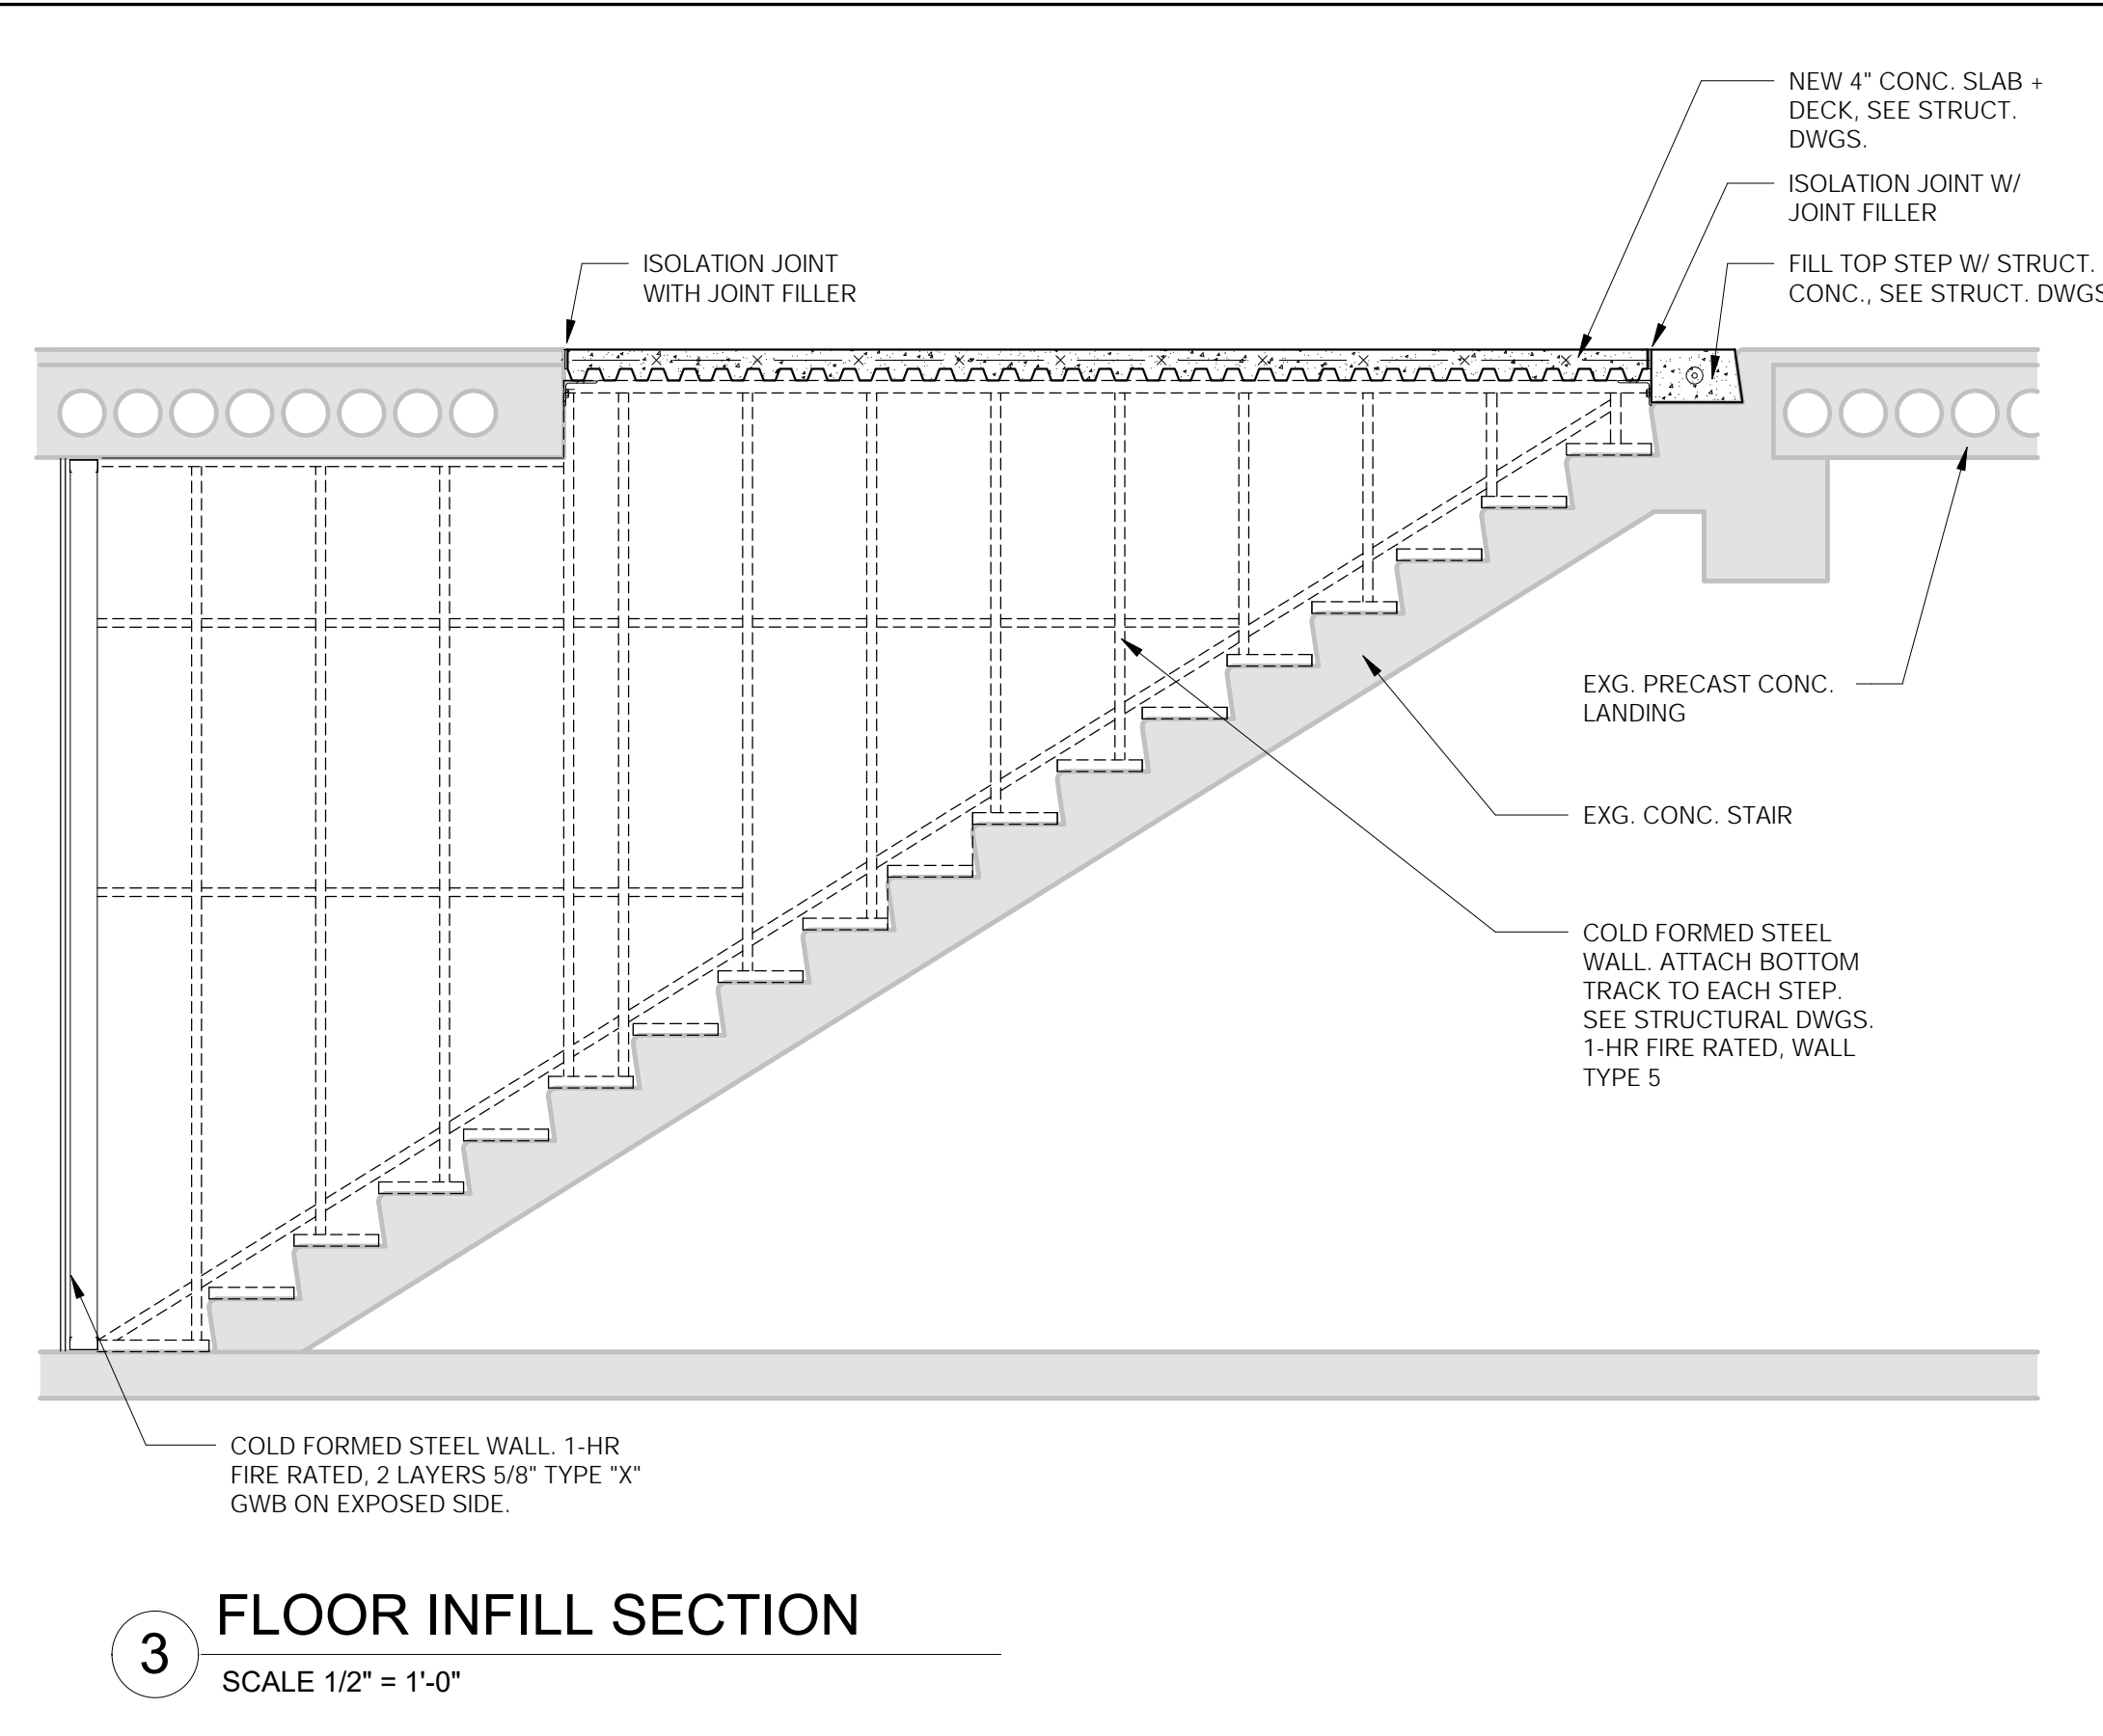 NEW 4" CONC. SLAB +
DECK, SEE STRUCT.
DWGS.
ISOLATION JOINT W/
JOINT FILLER
FILL TOP STEP W/ STRUCT.
CONC., SEE STRUCT. DWGS
ISOLATION JOINT
WITH JOINT FILLER
EXG. PRECAST CONC.
LANDING
EXG. CONC. STAIR
COLD FORMED STEEL
WALL. ATTACH BOTTOM
TRACK TO EACH STEP.
SEE STRUCTURAL DWGS.
1-HR FIRE RATED, WALL
TYPE 5
COLD FORMED STEEL WALL. 1-HR
FIRE RATED, 2 LAYERS 5/8" TYPE "X"
GWB ON EXPOSED SIDE.
3
FLOOR INFILL SECTION
SCALE 1/2" = 1'-0"